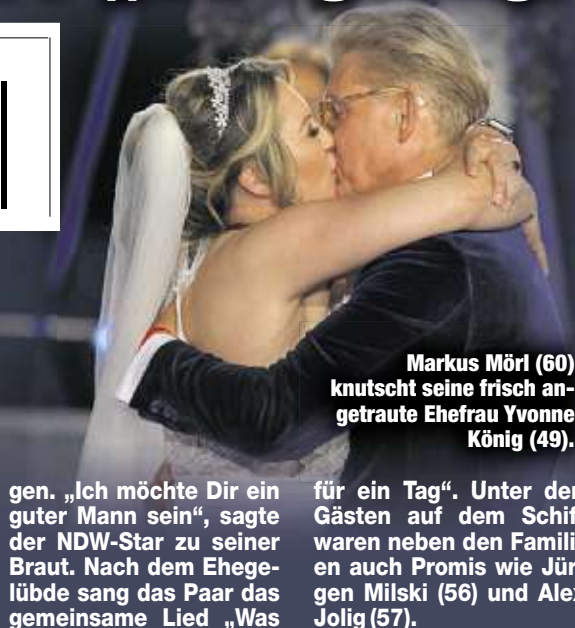 Markus Mörl (60)
knutscht seine frisch an-
getraute Ehefrau Yvonne
König (49).
gen. „Ich möchte Dir ein
guter Mann sein“, sagte
der NDW-Star zu seiner
Braut. Nach dem Ehege-
lübde sang das Paar das
gemeinsame Lied „Was
für ein Tag“. Unter den
Gästen auf dem Schiff
waren neben den Famili-
en auch Promis wie Jür-
gen Milski (56) und Alex
Jolig (57).